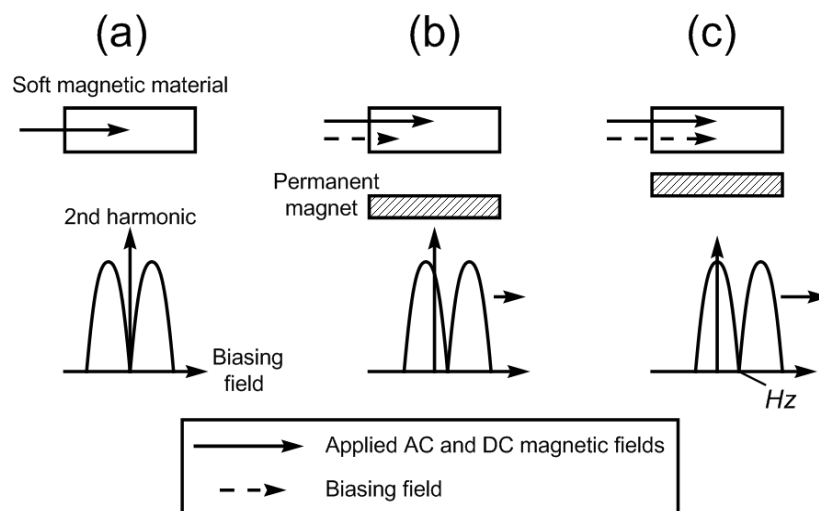 (a)
(b)
(c)
Soft magnetic material
Permanent
magnet
2nd harmonic
Biasing
field
Hz
Applied AC and DC magnetic fields
Biasing field